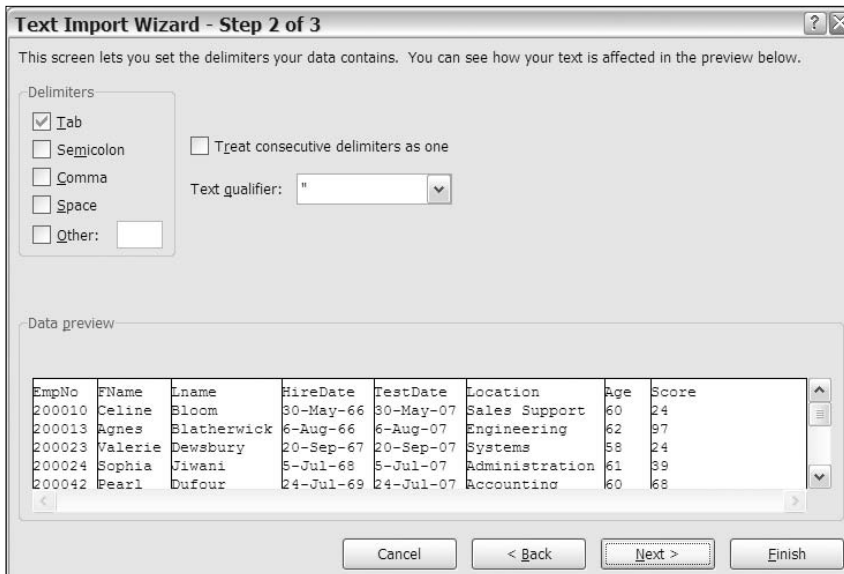 Text Import Wizard - Step 2 of 3
This screen lets you set the delimiters your data contains. You can see how your text is affected in the preview below.
Delimiters
Tab
Semicolon
Comma
Space
Other:
Treat consecutive delimiters as one
Text qualifier: "
Data preview
EmpNo FName Lname HireDate TestDate Location Age Score
200010 Celine Bloom 30-May-66 30-May-07 Sales Support 60 24
200013 Agnes Blatherwick 6-Aug-66 6-Aug-07 Engineering 62 97
200023 Valerie Dewsbury 20-Sep-67 20-Sep-07 Systems 58 24
200024 Sophia Jiwani 5-Jul-68 5-Jul-07 Administration 61 39
200042 Pearl Dufour 24-Jul-69 24-Jul-07 Accounting 60 68
Cancel < Back Next > Finish